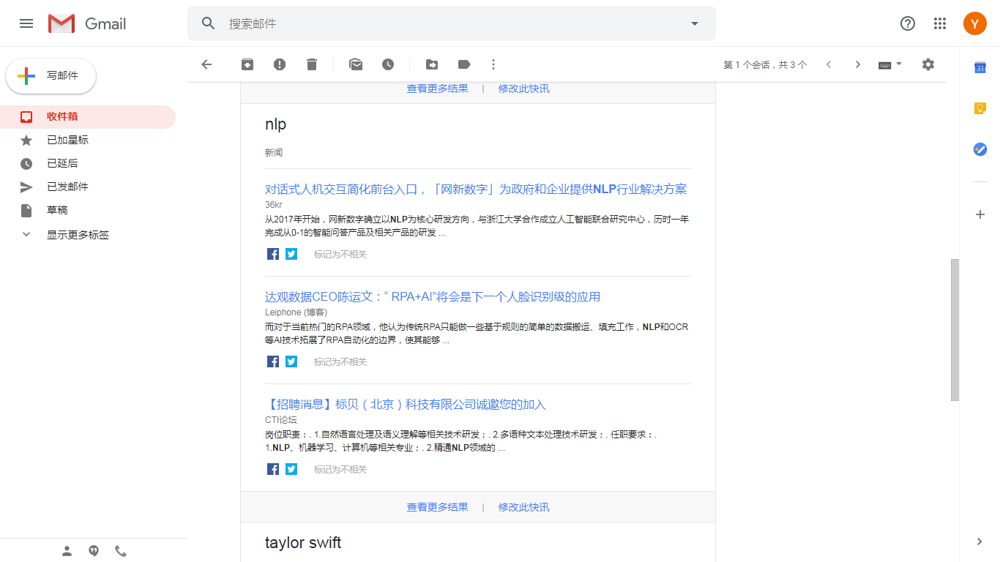 Gmail
搜索邮件
Y
写邮件
第 1 个会话，共 3 个
31
收件箱
已加星标
已延后
已发邮件
草稿
显示更多标签
查看更多结果 | 修改此快讯
nlp
新闻
对话式人机交互简化前台入口，「网新数字」为政府和企业提供NLP行业解决方案
36kr
从2017年开始，网新数字确立以NLP为核心研发方向，与浙江大学合作成立人工智能联合研究中心，历时一年
完成从0-1的智能问答产品及相关产品的研发 ...
标记为不相关
达观数据CEO陈运文：“ RPA+AI”将会是下一个人脸识别级的应用
Leiphone (博客)
而对于当前热门的RPA领域，他认为传统RPA只能做一些基于规则的简单的数据搬运、填充工作，NLP和OCR
等AI技术拓展了RPA自动化的边界，使其能够 ...
标记为不相关
【招聘消息】标贝（北京）科技有限公司诚邀您的加入
CTI论坛
岗位职责：. 1.自然语言处理及语义理解等相关技术研发；. 2.多语种文本处理技术研发；. 任职要求：.
1.NLP、机器学习、计算机等相关专业；. 2.精通NLP领域的 ...
标记为不相关
查看更多结果 | 修改此快讯
taylor swift